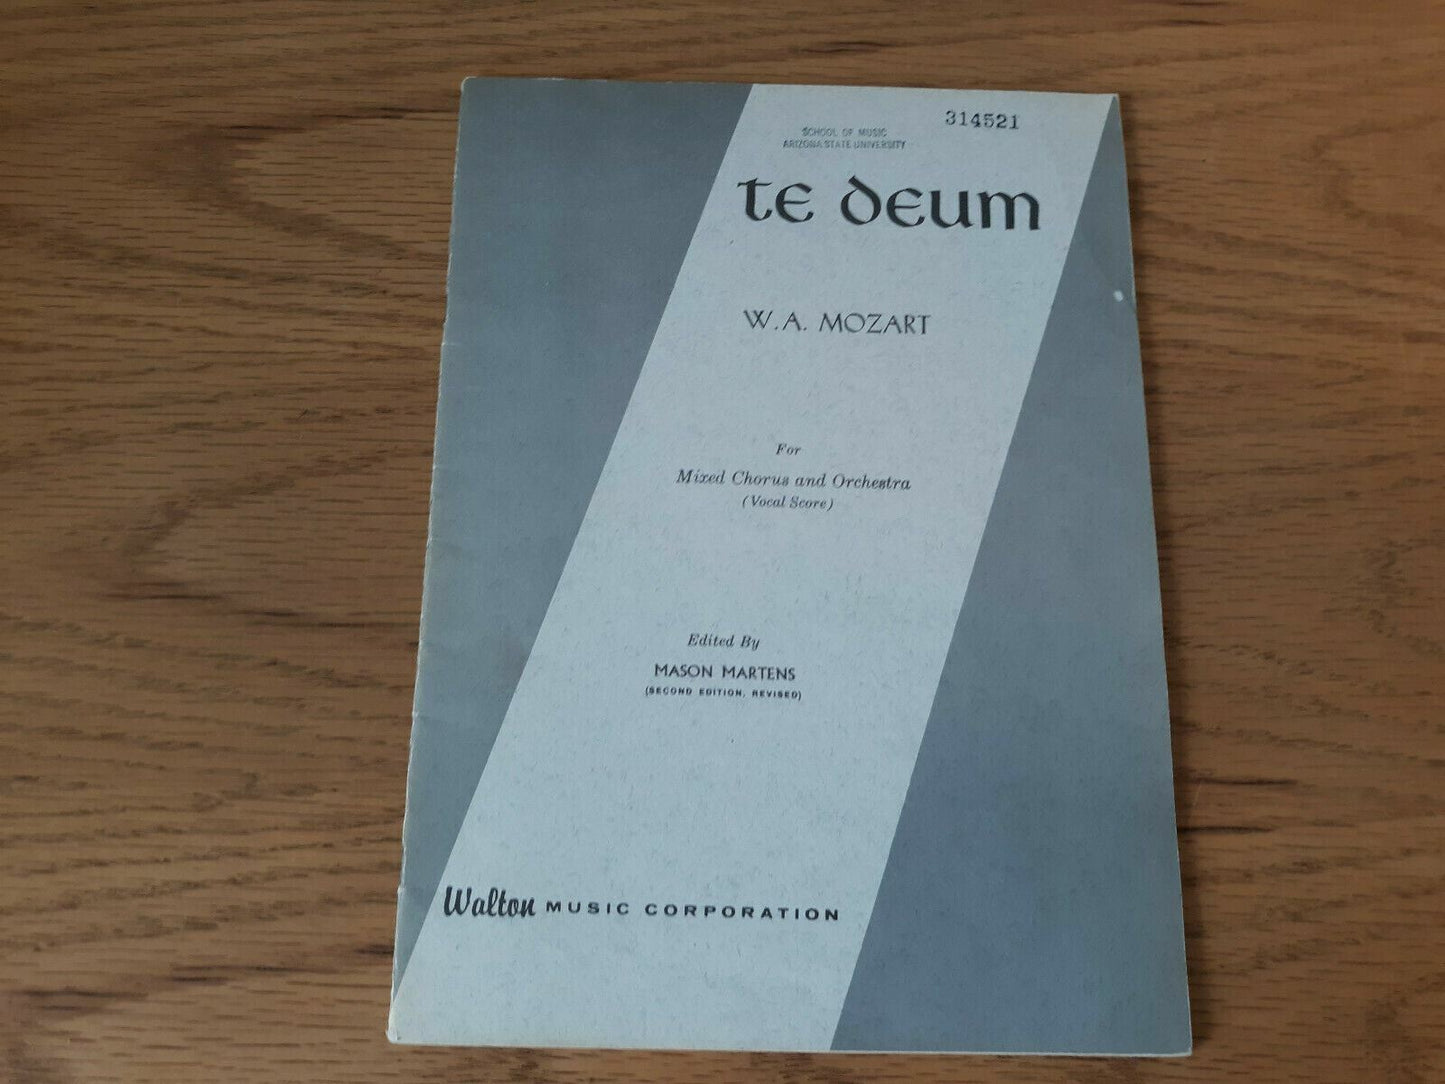 314521
SCHOOL OF MUSIC
ARIZONA STATE UNIVERSITY
te deum
W. A. MOZART
For
Mixed Chorus and Orchestra
(Vocal Score)
Edited By
MASON MARTENS
(SECOND EDITION, REVISED)
Walton MUSIC CORPORATION